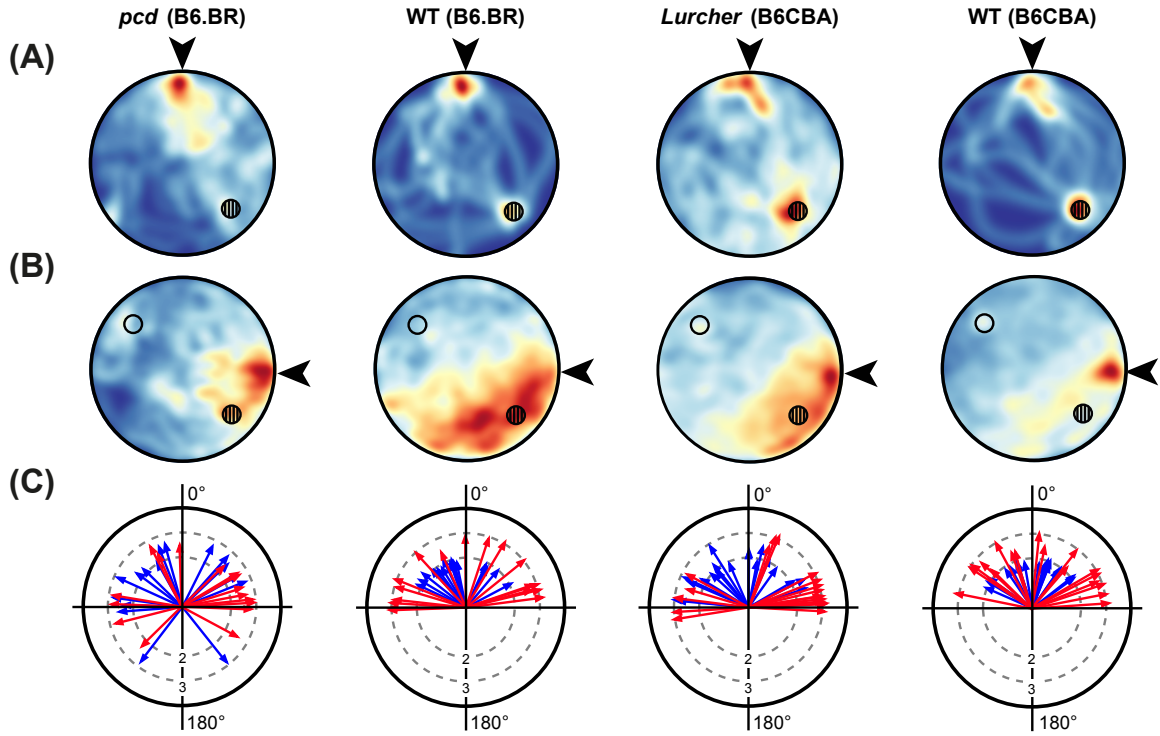 pcd (B6.BR) WT (B6.BR) Lurcher (B6CBA) WT (B6CBA)
(A)
(B)
(C)
0° 0° 0° 0°
2 2 2 2
3 3 3 3
180° 180° 180° 180°